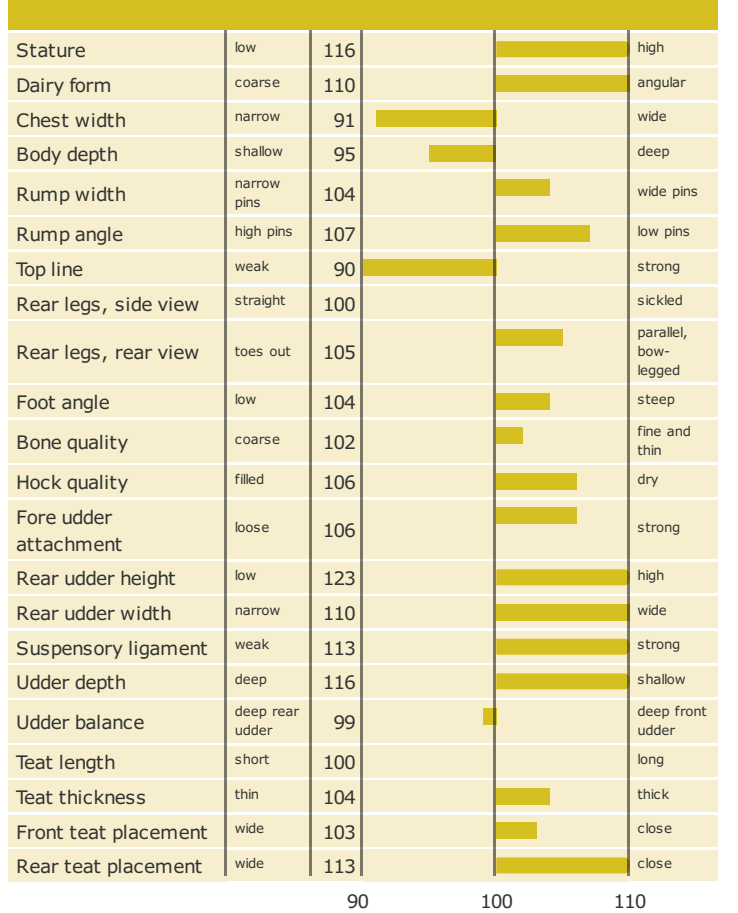 Stature low 116 high
Dairy form coarse 110 angular
Chest width narrow 91 wide
Body depth shallow 95 deep
Rump width narrow pins 104 wide pins
Rump angle high pins 107 low pins
Top line weak 90 strong
Rear legs, side view straight 100 sickled
Rear legs, rear view toes out 105 parallel, bow-legged
Foot angle low 104 steep
Bone quality coarse 102 fine and thin
Hock quality filled 106 dry
Fore udder attachment loose 106 strong
Rear udder height low 123 high
Rear udder width narrow 110 wide
Suspensory ligament weak 113 strong
Udder depth deep 116 shallow
Udder balance deep rear udder 99 deep front udder
Teat length short 100 long
Teat thickness thin 104 thick
Front teat placement wide 103 close
Rear teat placement wide 113 close
90 100 110